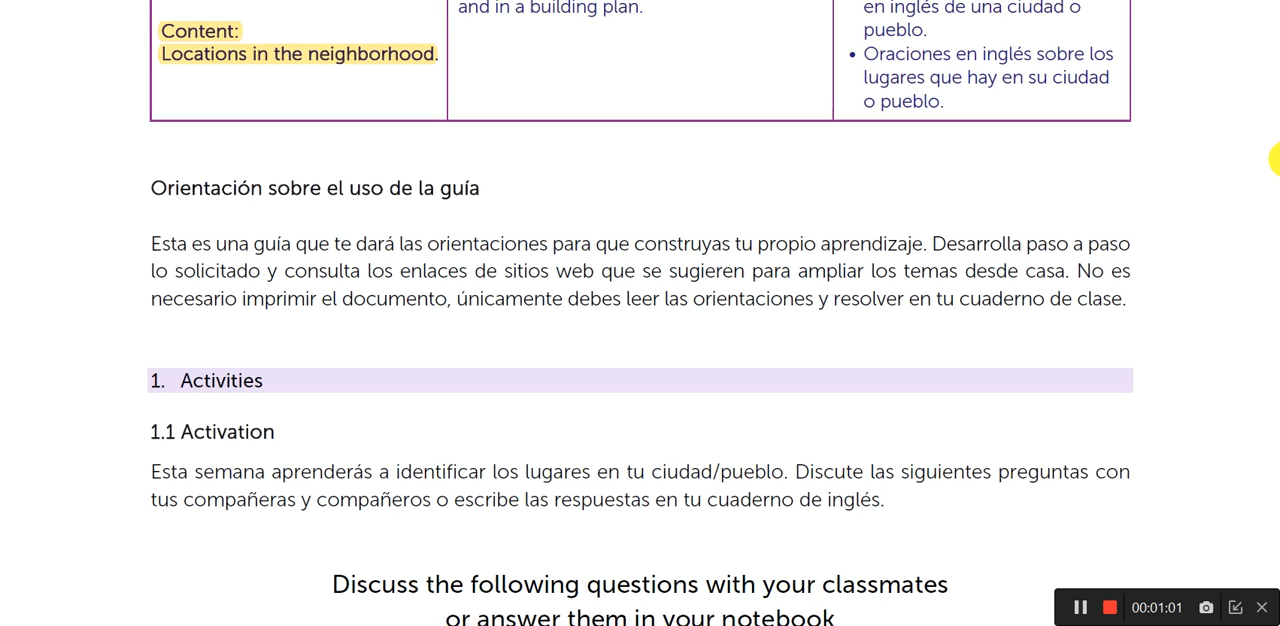 and in a building plan.
en inglés de una ciudad o
pueblo.
Content:
Locations in the neighborhood.
• Oraciones en inglés sobre los
lugares que hay en su ciudad
o pueblo.
Orientación sobre el uso de la guía
Esta es una guía que te dará las orientaciones para que construyas tu propio aprendizaje. Desarrolla paso a paso
lo solicitado y consulta los enlaces de sitios web que se sugieren para ampliar los temas desde casa. No es
necesario imprimir el documento, únicamente debes leer las orientaciones y resolver en tu cuaderno de clase.
1. Activities
1.1 Activation
Esta semana aprenderás a identificar los lugares en tu ciudad/pueblo. Discute las siguientes preguntas con
tus compañeras y compañeros o escribe las respuestas en tu cuaderno de inglés.
Discuss the following questions with your classmates
or answer them in your notebook
00:01:01